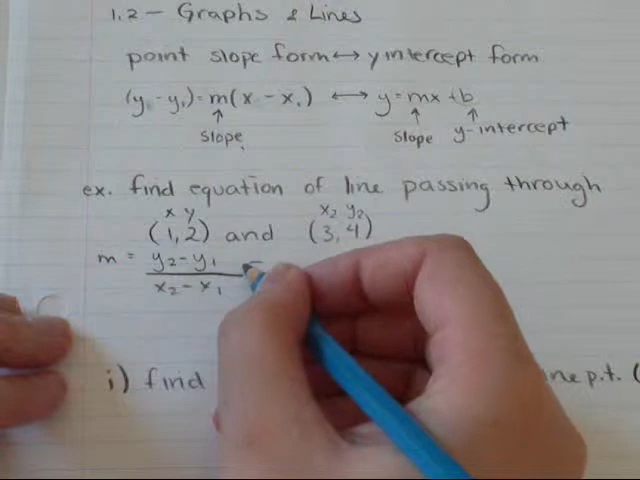 1.2 — Graphs & Lines
point slope form ↔ y intercept form
(y - y₁) = m(x - x₁) ↔ y = mx + b
↑ ↑ ↑
slope slope y-intercept
ex. find equation of line passing through
x y x₂ y₂
(1, 2) and (3, 4)
m = y₂ - y₁ =
x₂ - x₁
i) find line p.t. (